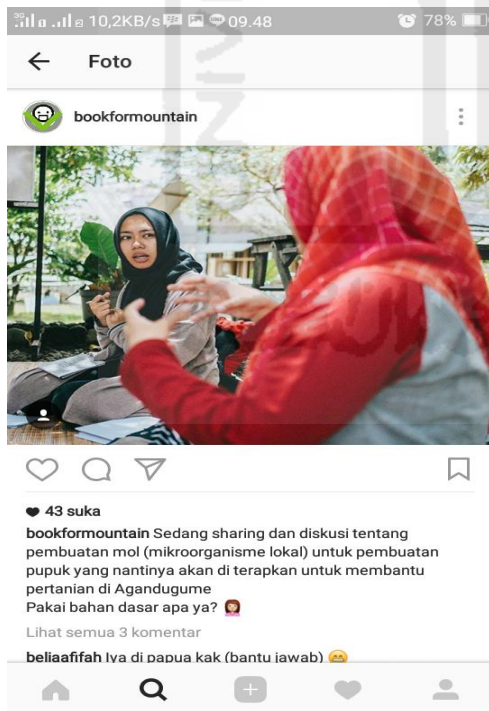 10,2KB/s 09.48 78%
Foto
bookformountain
43 suka
bookformountain Sedang sharing dan diskusi tentang
pembuatan mol (mikroorganisme lokal) untuk pembuatan
pupuk yang nantinya akan di terapkan untuk membantu
pertanian di Agandugume
Pakai bahan dasar apa ya? 💁
Lihat semua 3 komentar
beliaafifah Iya di papua kak (bantu jawab) 😁